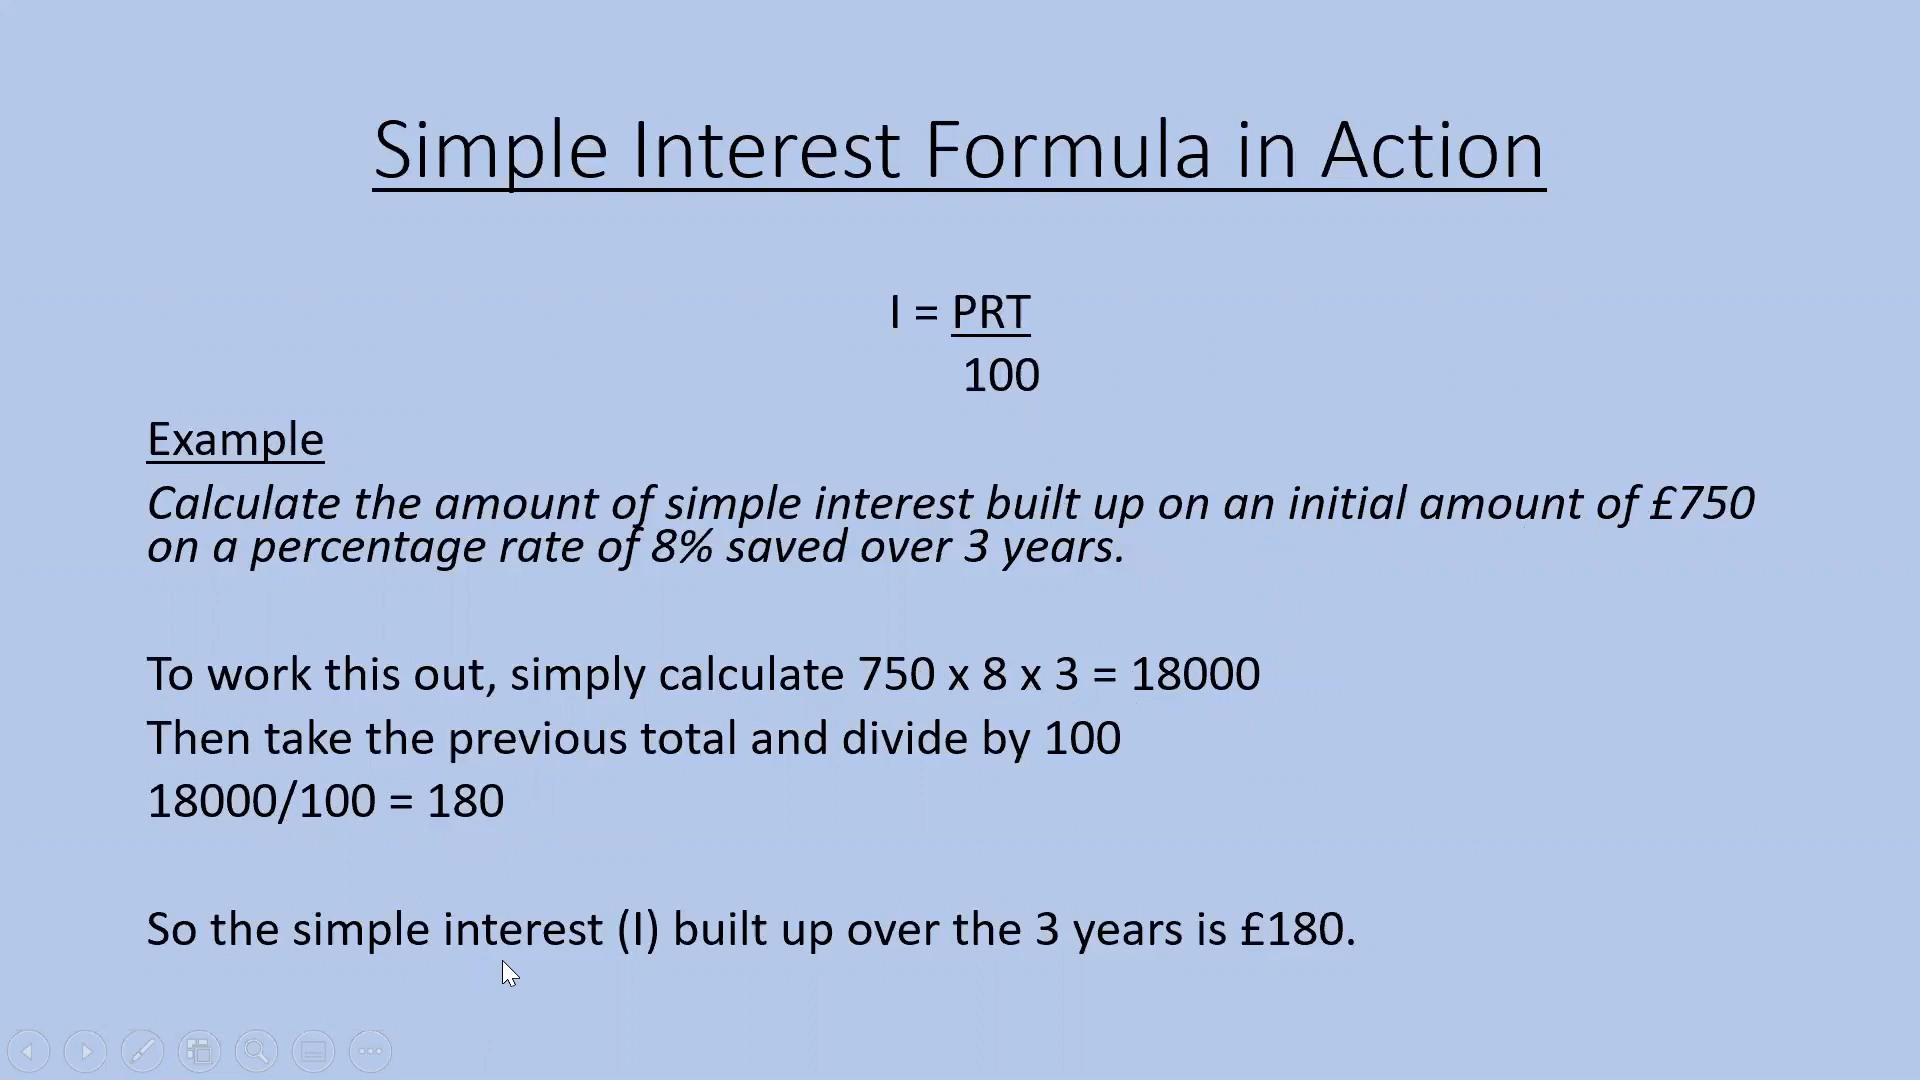 Simple Interest Formula in Action
I = PRT
100
Example
Calculate the amount of simple interest built up on an initial amount of £750
on a percentage rate of 8% saved over 3 years.
To work this out, simply calculate 750 x 8 x 3 = 18000
Then take the previous total and divide by 100
18000/100 = 180
So the simple interest (I) built up over the 3 years is £180.